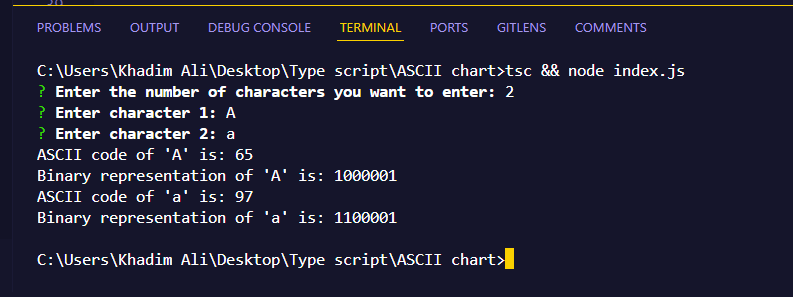 PROBLEMS OUTPUT DEBUG CONSOLE TERMINAL PORTS GITLENS COMMENTS
C:\Users\Khadim Ali\Desktop\Type script\ASCII chart>tsc && node index.js
? Enter the number of characters you want to enter: 2
? Enter character 1: A
? Enter character 2: a
ASCII code of 'A' is: 65
Binary representation of 'A' is: 1000001
ASCII code of 'a' is: 97
Binary representation of 'a' is: 1100001
C:\Users\Khadim Ali\Desktop\Type script\ASCII chart>